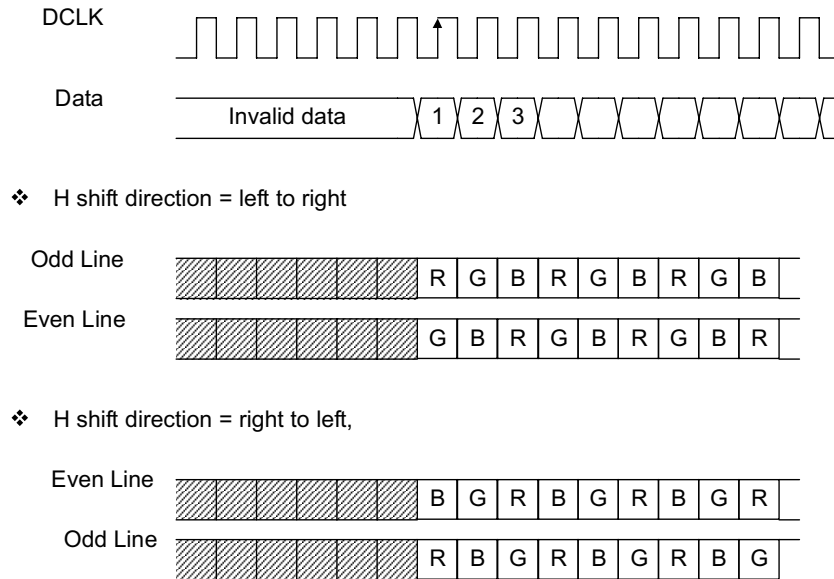 DCLK
Data Invalid data 1 2 3
❖ H shift direction = left to right
Odd Line R G B R G B R G B
Even Line G B R G B R G B R
❖ H shift direction = right to left,
Even Line B G R B G R B G R
Odd Line R B G R B G R B G